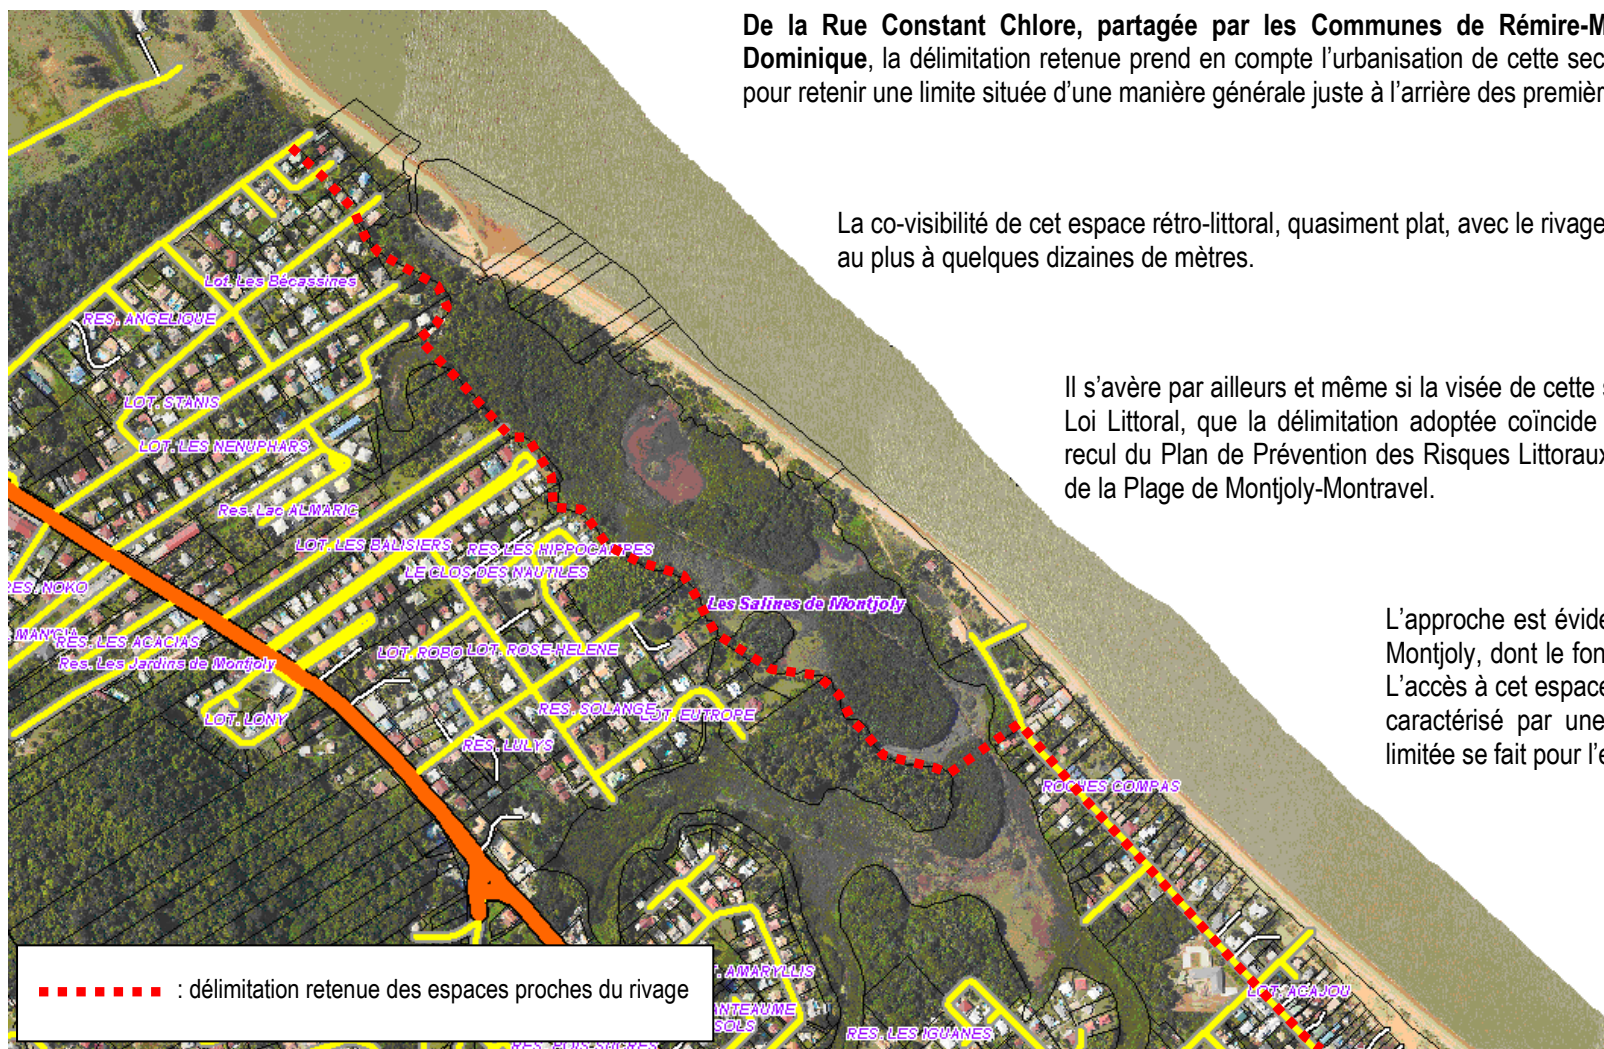 De la Rue Constant Chlore, partagée par les Communes de Rémire-M
Dominique, la délimitation retenue prend en compte l’urbanisation de cette sec
pour retenir une limite située d’une manière générale juste à l’arrière des premièr
La co-visibilité de cet espace rétro-littoral, quasiment plat, avec le rivage
au plus à quelques dizaines de mètres.
Il s’avère par ailleurs et même si la visée de cette s
Loi Littoral, que la délimitation adoptée coïncide
recul du Plan de Prévention des Risques Littoraux
de la Plage de Montjoly-Montravel.
L’approche est évide
Montjoly, dont le fon
L’accès à cet espace
caractérisé par une
limitée se fait pour l’e
Lot. Les Bécassines
RES. ANGELIQUE
LOT. STANIS
LOT. LES NENUPHARS
Res. Lac ALMARIC
LOT. LES BALISIERS
RES. LES HIPPOCAMPES
LE CLOS DES NAUTILES
RES. NOKO
Les Salines de Montjoly
. MANGIA
RES. LES ACACIAS
Res. Les Jardins de Montjoly
LOT. ROBO
LOT. ROSE-HELENE
LOT. LONY
RES. SOLANGE
LOT. EUTROPE
RES. LULYS
ROCHES COMPAS
T. AMARYLLIS
LOT. ACAJOU
ANTEAUME
SOLS
RES. LES IGUANES
RES. BOIS SUCRES
: délimitation retenue des espaces proches du rivage